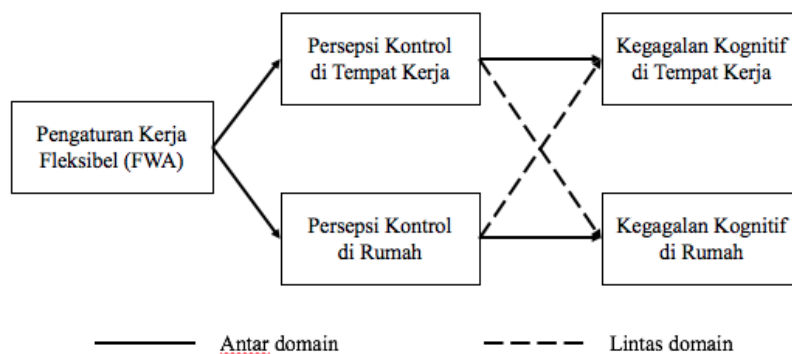 Persepsi Kontrol
di Tempat Kerja
Kegagalan Kognitif
di Tempat Kerja
Pengaturan Kerja
Fleksibel (FWA)
Persepsi Kontrol
di Rumah
Kegagalan Kognitif
di Rumah
Antar domain
Lintas domain